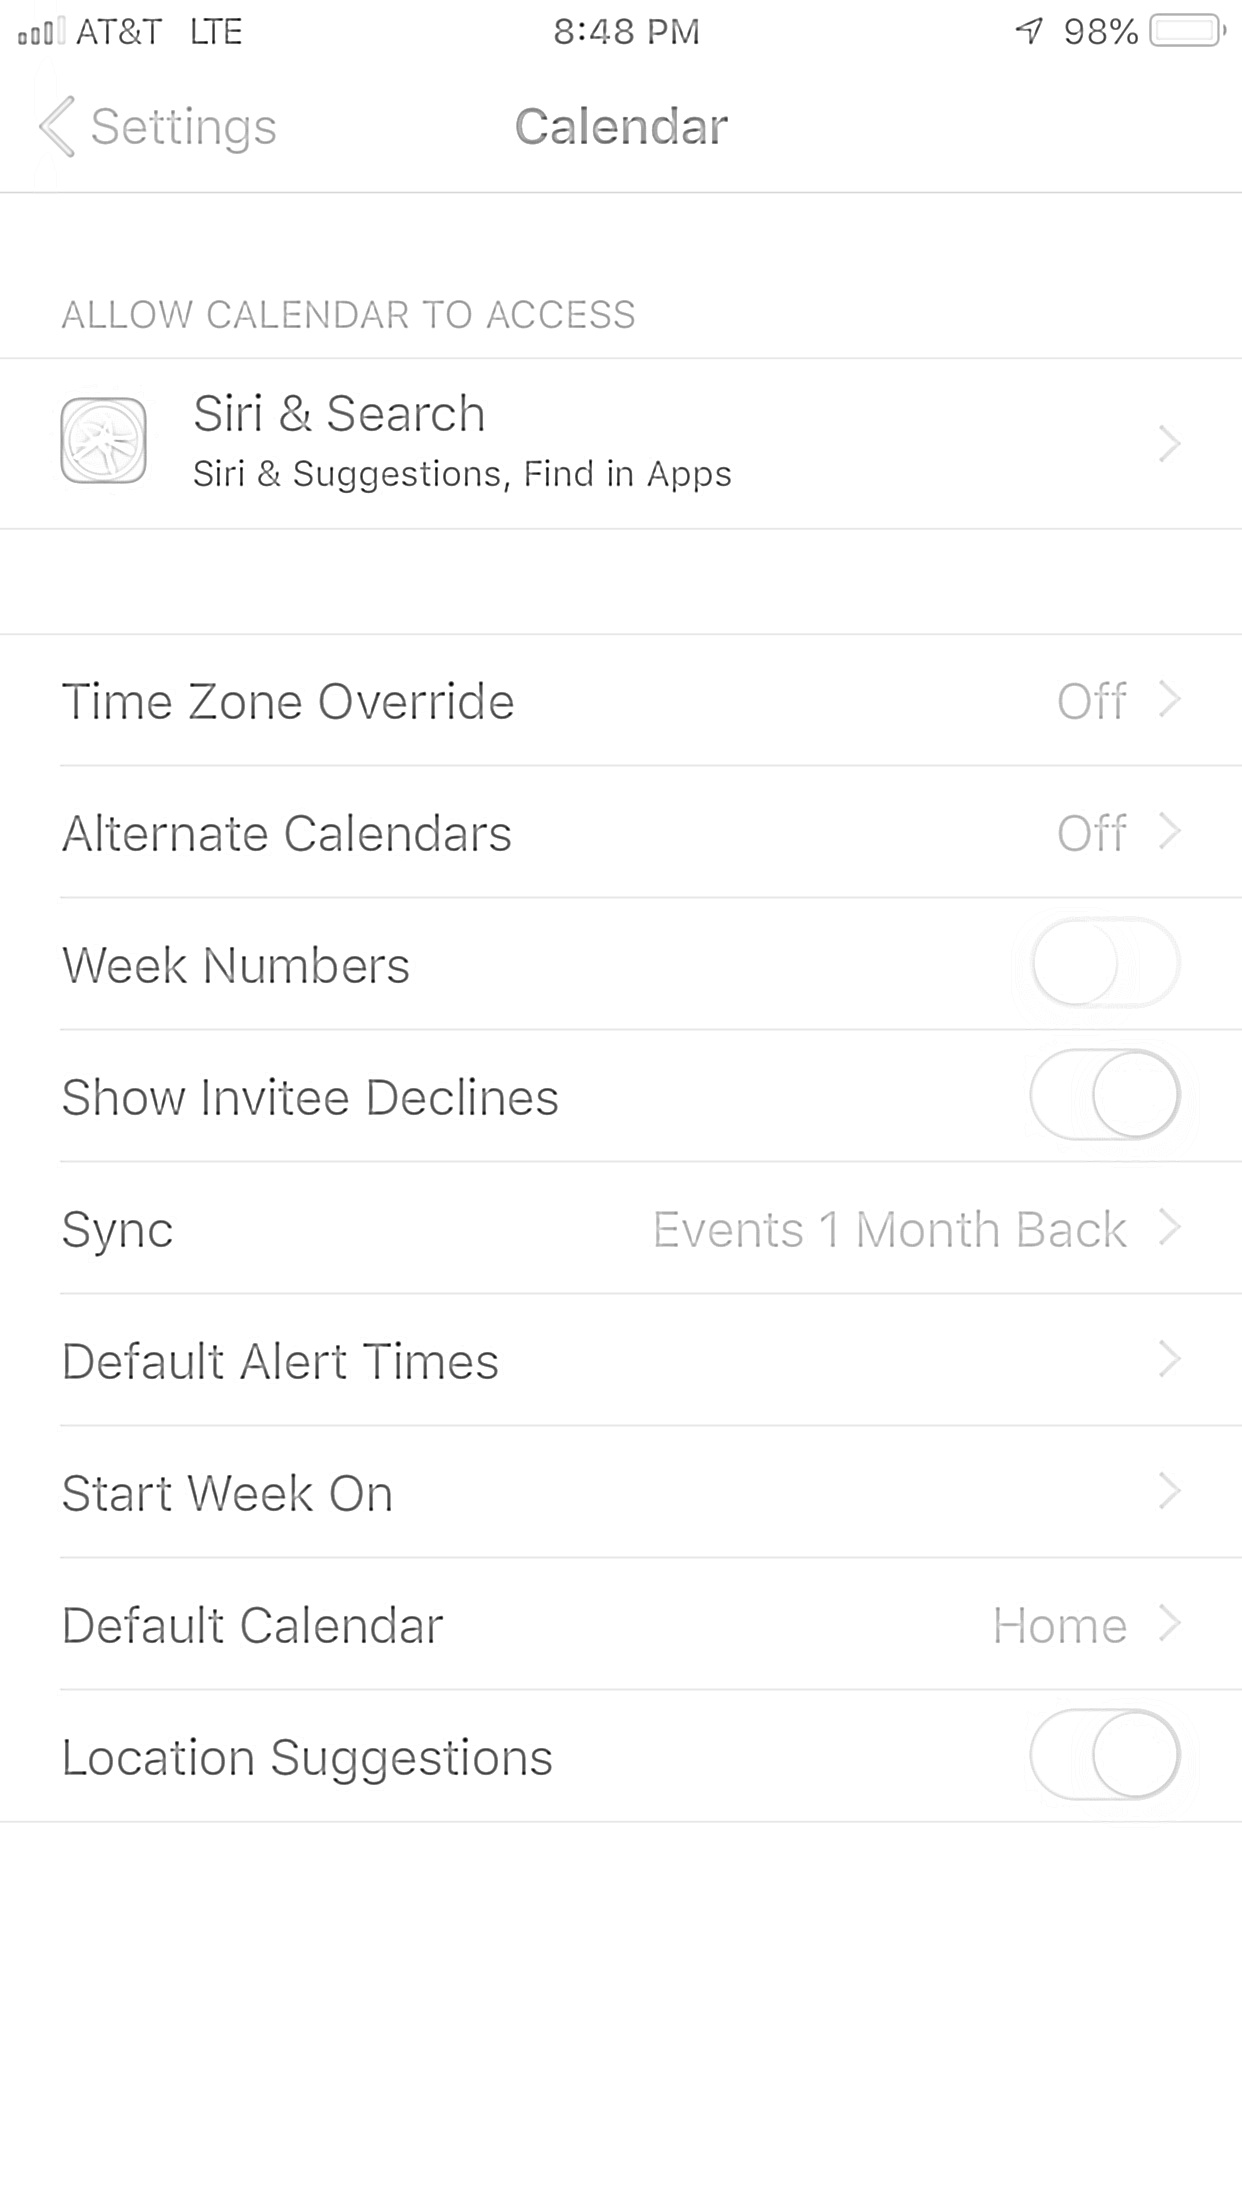 AT&T LTE 8:48 PM 98%
Settings Calendar
ALLOW CALENDAR TO ACCESS
Siri & Search
Siri & Suggestions, Find in Apps
Time Zone Override Off
Alternate Calendars Off
Week Numbers
Show Invitee Declines
Sync Events 1 Month Back
Default Alert Times
Start Week On
Default Calendar Home
Location Suggestions